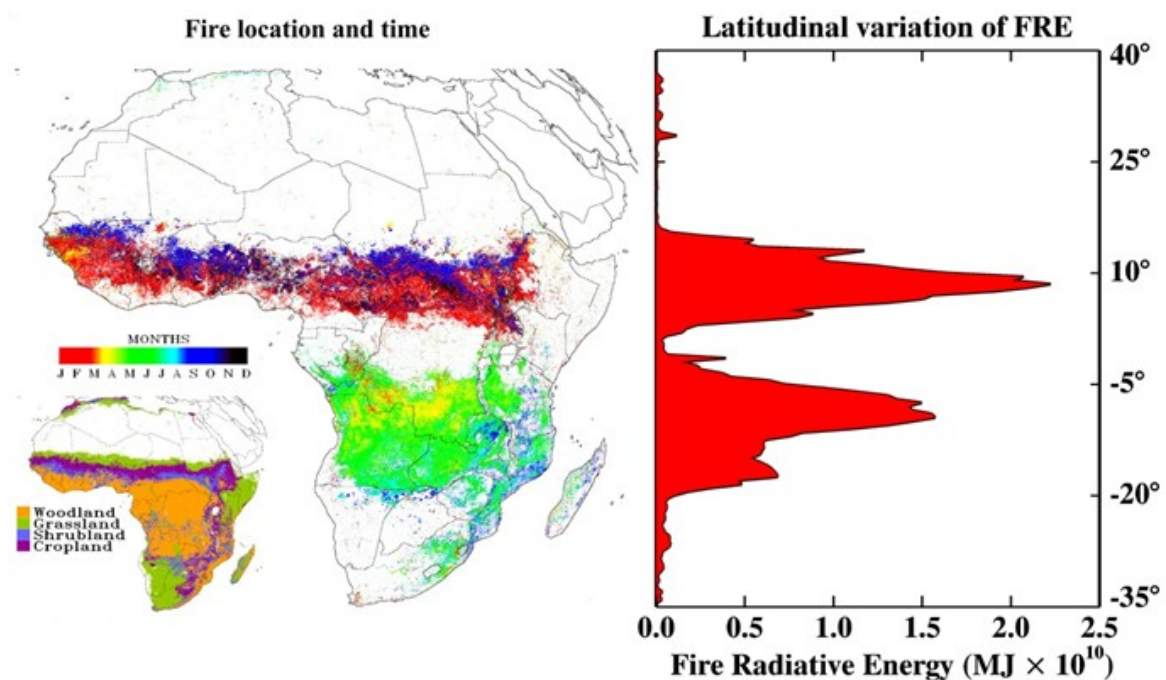 Fire location and time
MONTHS
J F M A M J J A S O N D
Woodland
Grassland
Shrubland
Cropland
Latitudinal variation of FRE
40°
25°
10°
-5°
-20°
-35°
0.0 0.5 1.0 1.5 2.0 2.5
Fire Radiative Energy (MJ × 10¹⁰)